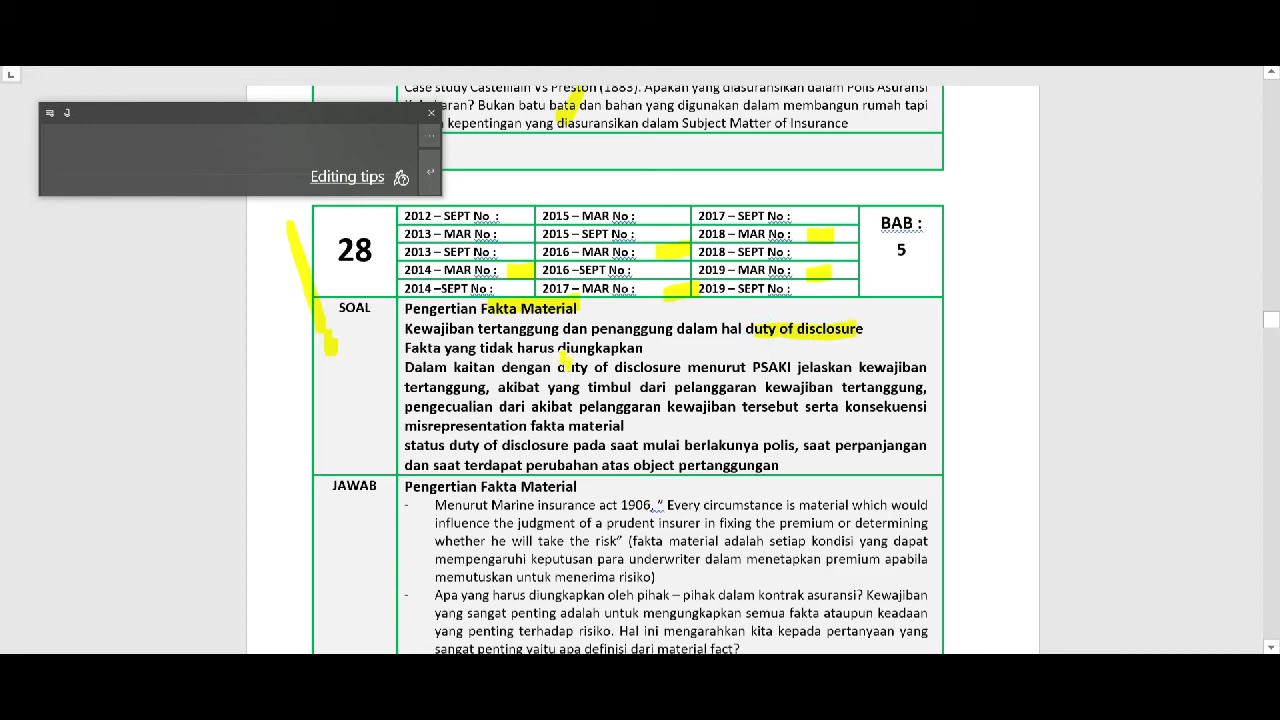 Case study Castellain Vs Preston (1883). Apakah yang diasuransikan dalam Polis Asuransi
Bukan batu bata dan bahan yang digunakan dalam membangun rumah tapi
kepentingan yang diasuransikan dalam Subject Matter of Insurance
Editing tips
28
2012 – SEPT No :
2015 – MAR No :
2017 – SEPT No :
BAB :
5
2013 – MAR No :
2015 – SEPT No :
2018 – MAR No :
2013 – SEPT No :
2016 – MAR No :
2018 – SEPT No :
2014 – MAR No :
2016 –SEPT No :
2019 – MAR No :
2014 –SEPT No :
2017 – MAR No :
2019 – SEPT No :
SOAL
Pengertian Fakta Material
Kewajiban tertanggung dan penanggung dalam hal duty of disclosure
Fakta yang tidak harus diungkapkan
Dalam kaitan dengan duty of disclosure menurut PSAKI jelaskan kewajiban
tertanggung, akibat yang timbul dari pelanggaran kewajiban tertanggung,
pengecualian dari akibat pelanggaran kewajiban tersebut serta konsekuensi
misrepresentation fakta material
status duty of disclosure pada saat mulai berlakunya polis, saat perpanjangan
dan saat terdapat perubahan atas object pertanggungan
JAWAB
Pengertian Fakta Material
- Menurut Marine insurance act 1906, " Every circumstance is material which would
influence the judgment of a prudent insurer in fixing the premium or determining
whether he will take the risk" (fakta material adalah setiap kondisi yang dapat
mempengaruhi keputusan para underwriter dalam menetapkan premium apabila
memutuskan untuk menerima risiko)
- Apa yang harus diungkapkan oleh pihak – pihak dalam kontrak asuransi? Kewajiban
yang sangat penting adalah untuk mengungkapkan semua fakta ataupun keadaan
yang penting terhadap risiko. Hal ini mengarahkan kita kepada pertanyaan yang
sangat penting yaitu apa definisi dari material fact?